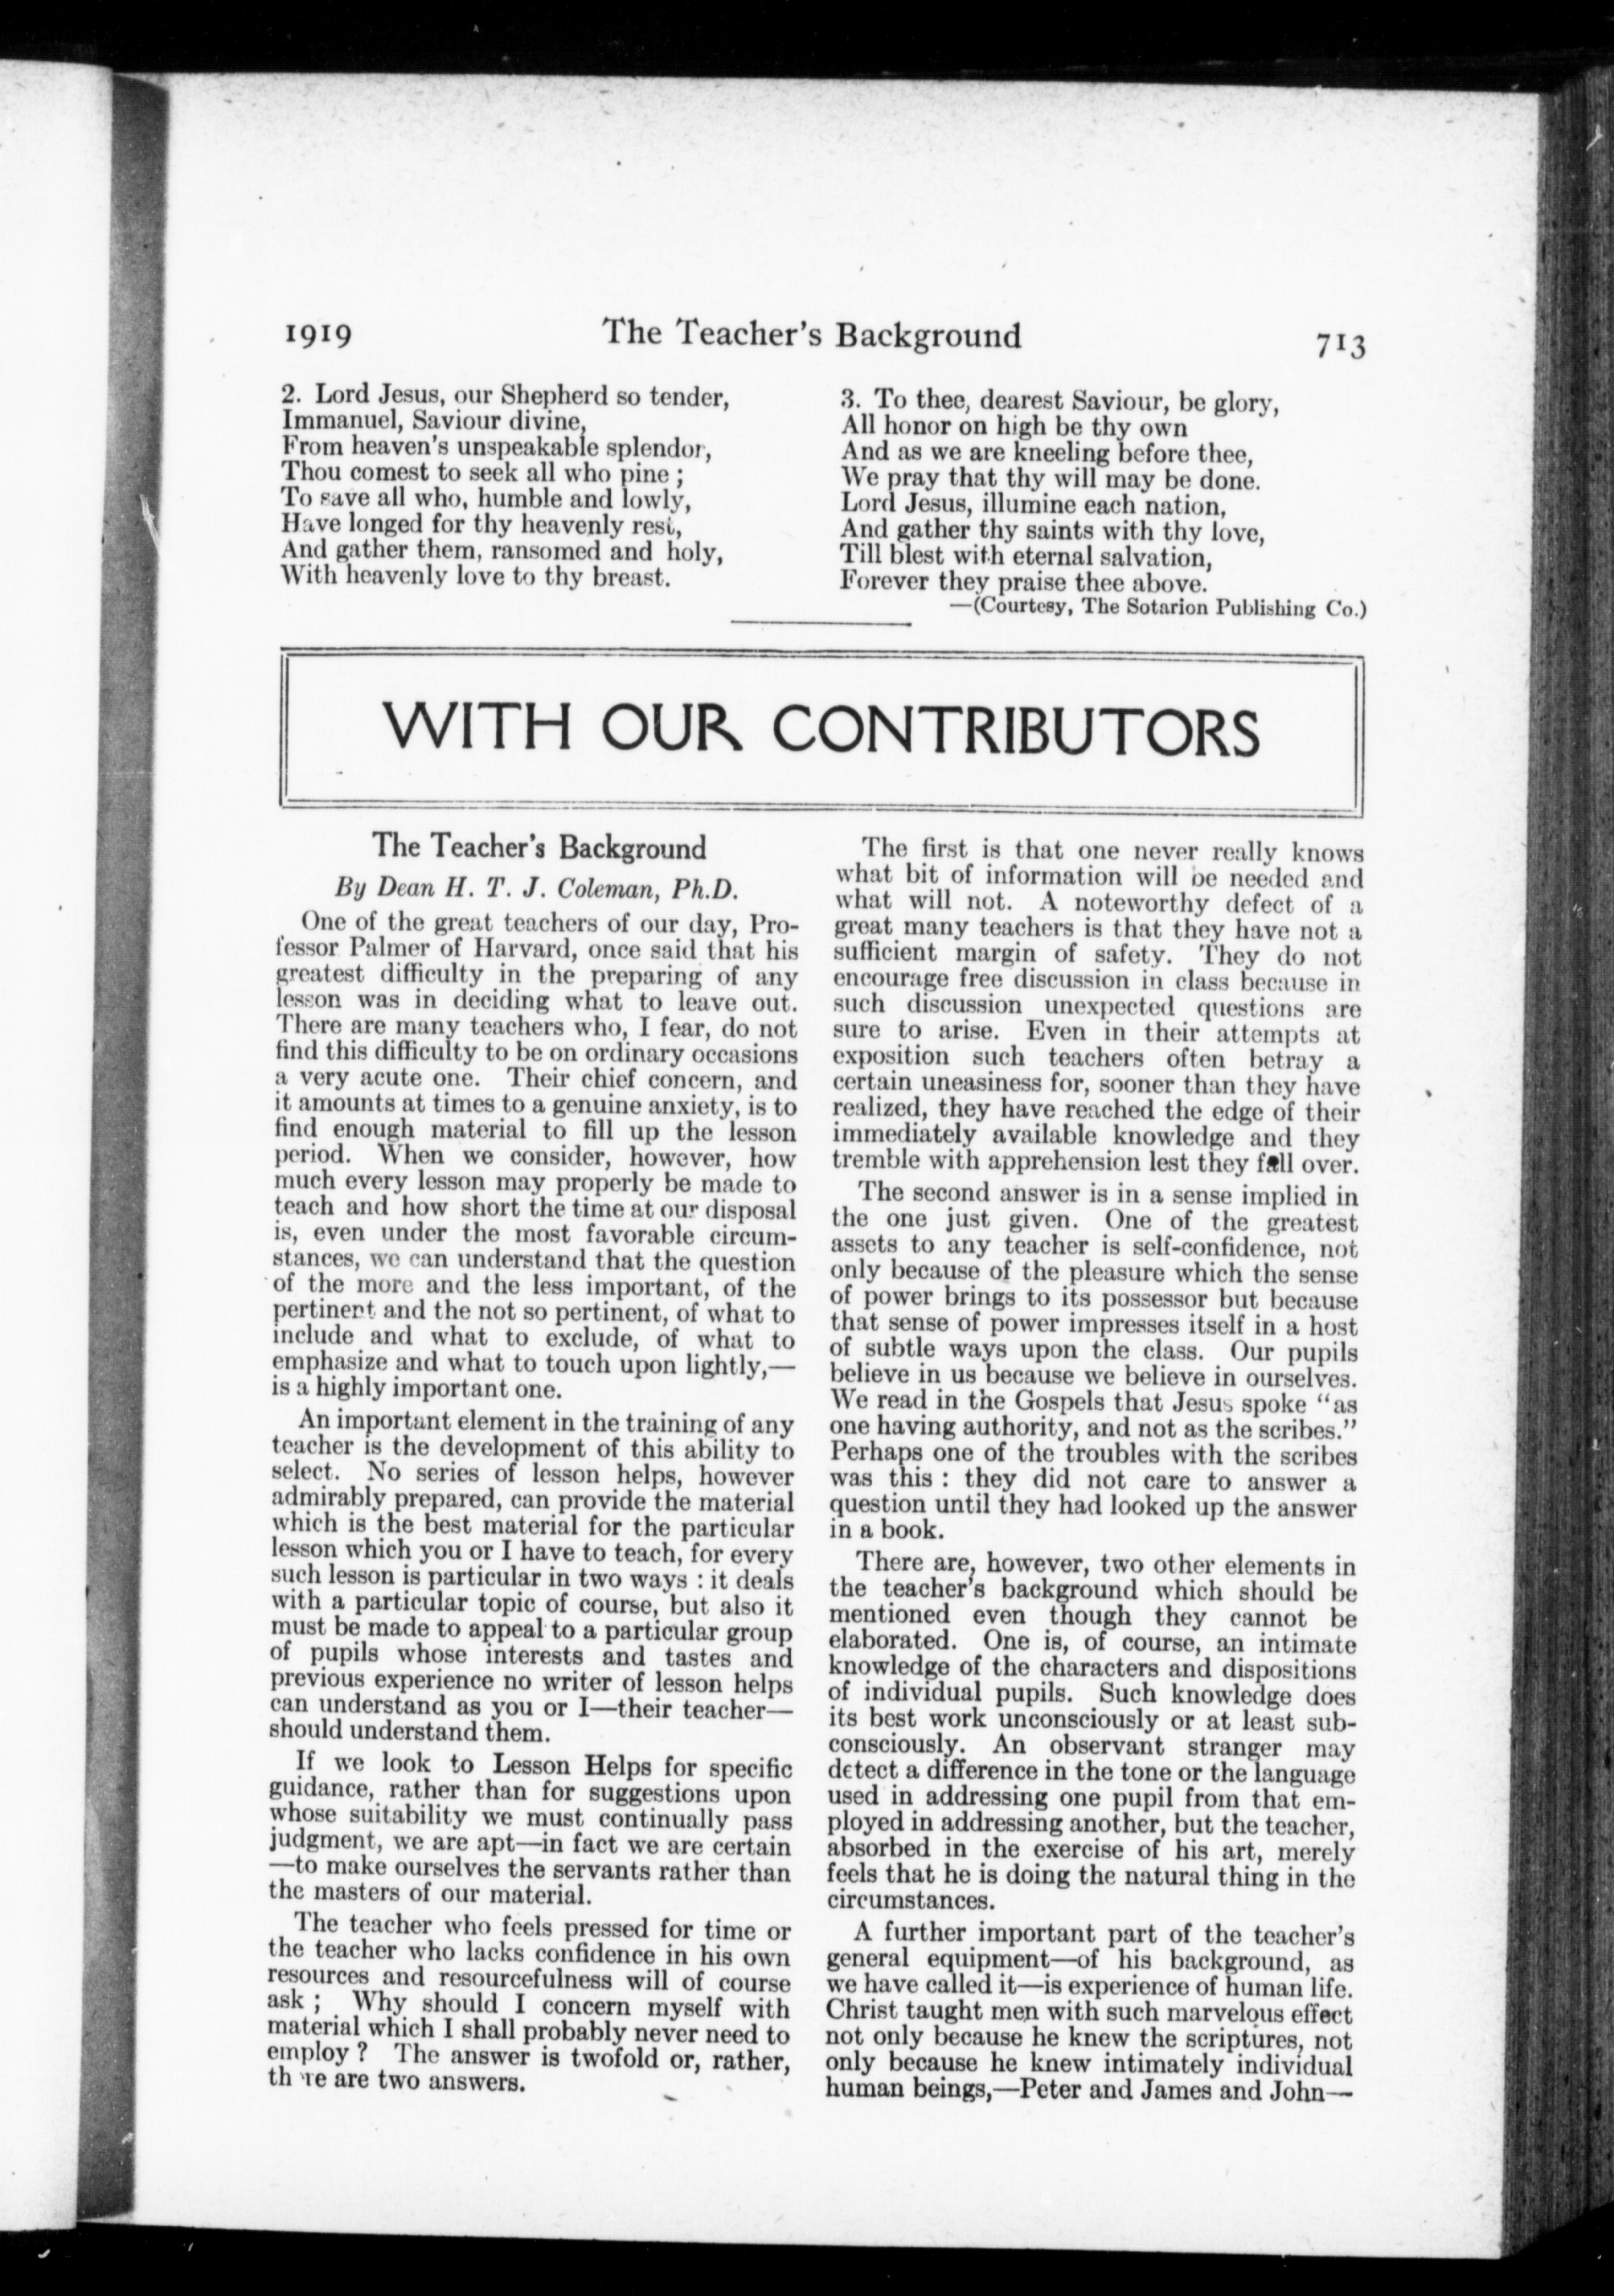 1919
The Teacher's Background
713
2. Lord Jesus, our Shepherd so tender,
Immanuel, Saviour divine,
From heaven's unspeakable splendor,
Thou comest to seek all who pine ;
To save all who, humble and lowly,
Have longed for thy heavenly rest,
And gather them, ransomed and holy,
With heavenly love to thy breast.
3. To thee, dearest Saviour, be glory,
All honor on high be thy own
And as we are kneeling before thee,
We pray that thy will may be done.
Lord Jesus, illumine each nation,
And gather thy saints with thy love,
Till blest with eternal salvation,
Forever they praise thee above.
—(Courtesy, The Sotarion Publishing Co.)
WITH OUR CONTRIBUTORS
The Teacher's Background
By Dean H. T. J. Coleman, Ph.D.
One of the great teachers of our day, Pro-
fessor Palmer of Harvard, once said that his
greatest difficulty in the preparing of any
lesson was in deciding what to leave out.
There are many teachers who, I fear, do not
find this difficulty to be on ordinary occasions
a very acute one. Their chief concern, and
it amounts at times to a genuine anxiety, is to
find enough material to fill up the lesson
period. When we consider, however, how
much every lesson may properly be made to
teach and how short the time at our disposal
is, even under the most favorable circum-
stances, we can understand that the question
of the more and the less important, of the
pertinent and the not so pertinent, of what to
include and what to exclude, of what to
emphasize and what to touch upon lightly,—
is a highly important one.
An important element in the training of any
teacher is the development of this ability to
select. No series of lesson helps, however
admirably prepared, can provide the material
which is the best material for the particular
lesson which you or I have to teach, for every
such lesson is particular in two ways : it deals
with a particular topic of course, but also it
must be made to appeal to a particular group
of pupils whose interests and tastes and
previous experience no writer of lesson helps
can understand as you or I—their teacher—
should understand them.
If we look to Lesson Helps for specific
guidance, rather than for suggestions upon
whose suitability we must continually pass
judgment, we are apt—in fact we are certain
—to make ourselves the servants rather than
the masters of our material.
The teacher who feels pressed for time or
the teacher who lacks confidence in his own
resources and resourcefulness will of course
ask ; Why should I concern myself with
material which I shall probably never need to
employ ? The answer is twofold or, rather,
there are two answers.
The first is that one never really knows
what bit of information will be needed and
what will not. A noteworthy defect of a
great many teachers is that they have not a
sufficient margin of safety. They do not
encourage free discussion in class because in
such discussion unexpected questions are
sure to arise. Even in their attempts at
exposition such teachers often betray a
certain uneasiness for, sooner than they have
realized, they have reached the edge of their
immediately available knowledge and they
tremble with apprehension lest they fall over.
The second answer is in a sense implied in
the one just given. One of the greatest
assets to any teacher is self-confidence, not
only because of the pleasure which the sense
of power brings to its possessor but because
that sense of power impresses itself in a host
of subtle ways upon the class. Our pupils
believe in us because we believe in ourselves.
We read in the Gospels that Jesus spoke "as
one having authority, and not as the scribes."
Perhaps one of the troubles with the scribes
was this : they did not care to answer a
question until they had looked up the answer
in a book.
There are, however, two other elements in
the teacher's background which should be
mentioned even though they cannot be
elaborated. One is, of course, an intimate
knowledge of the characters and dispositions
of individual pupils. Such knowledge does
its best work unconsciously or at least sub-
consciously. An observant stranger may
detect a difference in the tone or the language
used in addressing one pupil from that em-
ployed in addressing another, but the teacher,
absorbed in the exercise of his art, merely
feels that he is doing the natural thing in the
circumstances.
A further important part of the teacher's
general equipment—of his background, as
we have called it—is experience of human life.
Christ taught men with such marvelous effect
not only because he knew the scriptures, not
only because he knew intimately individual
human beings,—Peter and James and John—